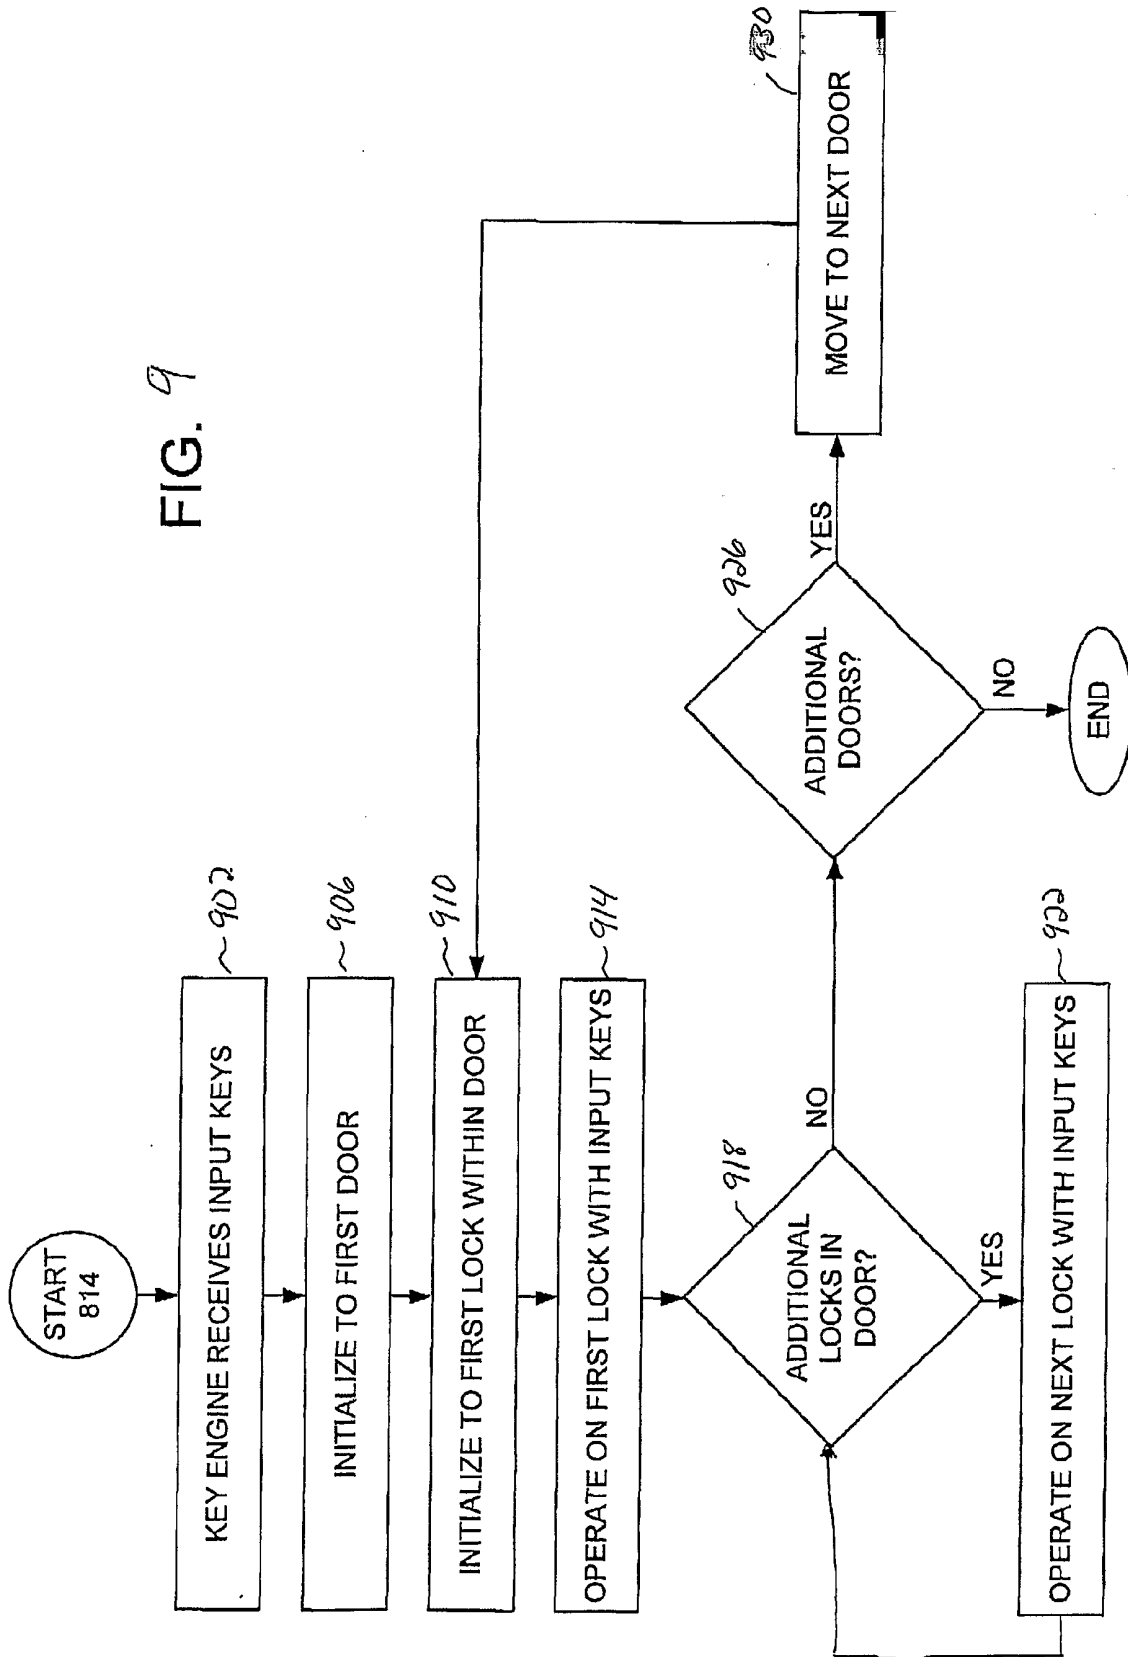 FIG. 9
START
814
KEY ENGINE RECEIVES INPUT KEYS
902
INITIALIZE TO FIRST DOOR
906
INITIALIZE TO FIRST LOCK WITHIN DOOR
910
OPERATE ON FIRST LOCK WITH INPUT KEYS
914
ADDITIONAL
LOCKS IN
DOOR?
918
NO
YES
OPERATE ON NEXT LOCK WITH INPUT KEYS
922
ADDITIONAL
DOORS?
926
YES
NO
MOVE TO NEXT DOOR
930
END